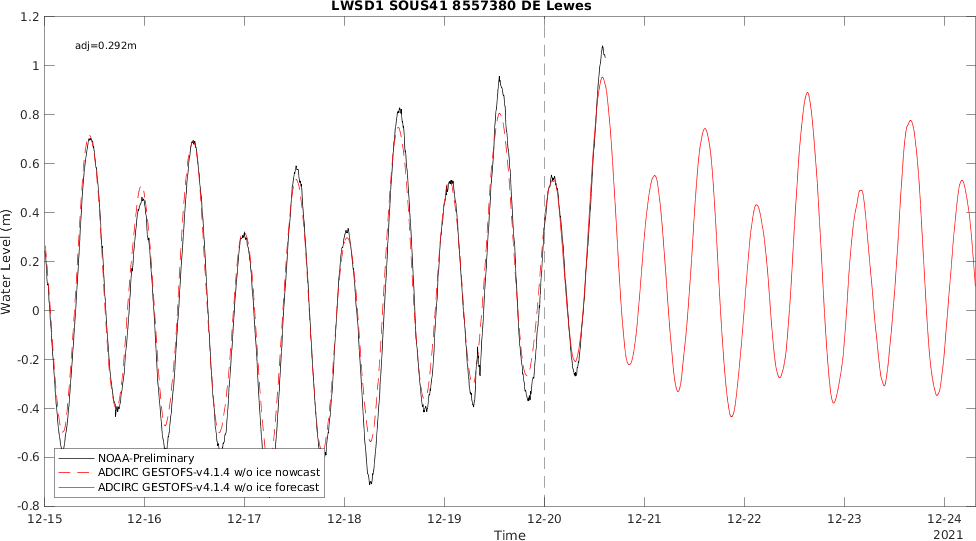 LWSD1 SOUS41 8557380 DE Lewes
adj=0.292m
1.2
1
0.8
0.6
0.4
0.2
0
-0.2
-0.4
-0.6
-0.8
Water Level (m)
NOAA-Preliminary
ADCIRC GESTOFS-v4.1.4 w/o ice nowcast
ADCIRC GESTOFS-v4.1.4 w/o ice forecast
12-15 12-16 12-17 12-18 12-19 12-20 12-21 12-22 12-23 12-24
Time
2021